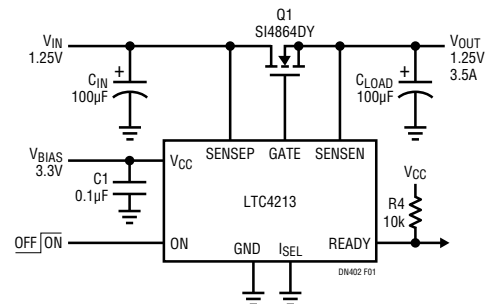 Q1
SI4864DY
VIN
1.25V
VOUT
1.25V
3.5A
CIN
100µF
CLOAD
100µF
VBIAS
3.3V
VCC
SENSEP
GATE
SENSEN
C1
0.1µF
LTC4213
VCC
R4
10k
OFF ON
ON
GND
ISEL
READY
DN402 F01